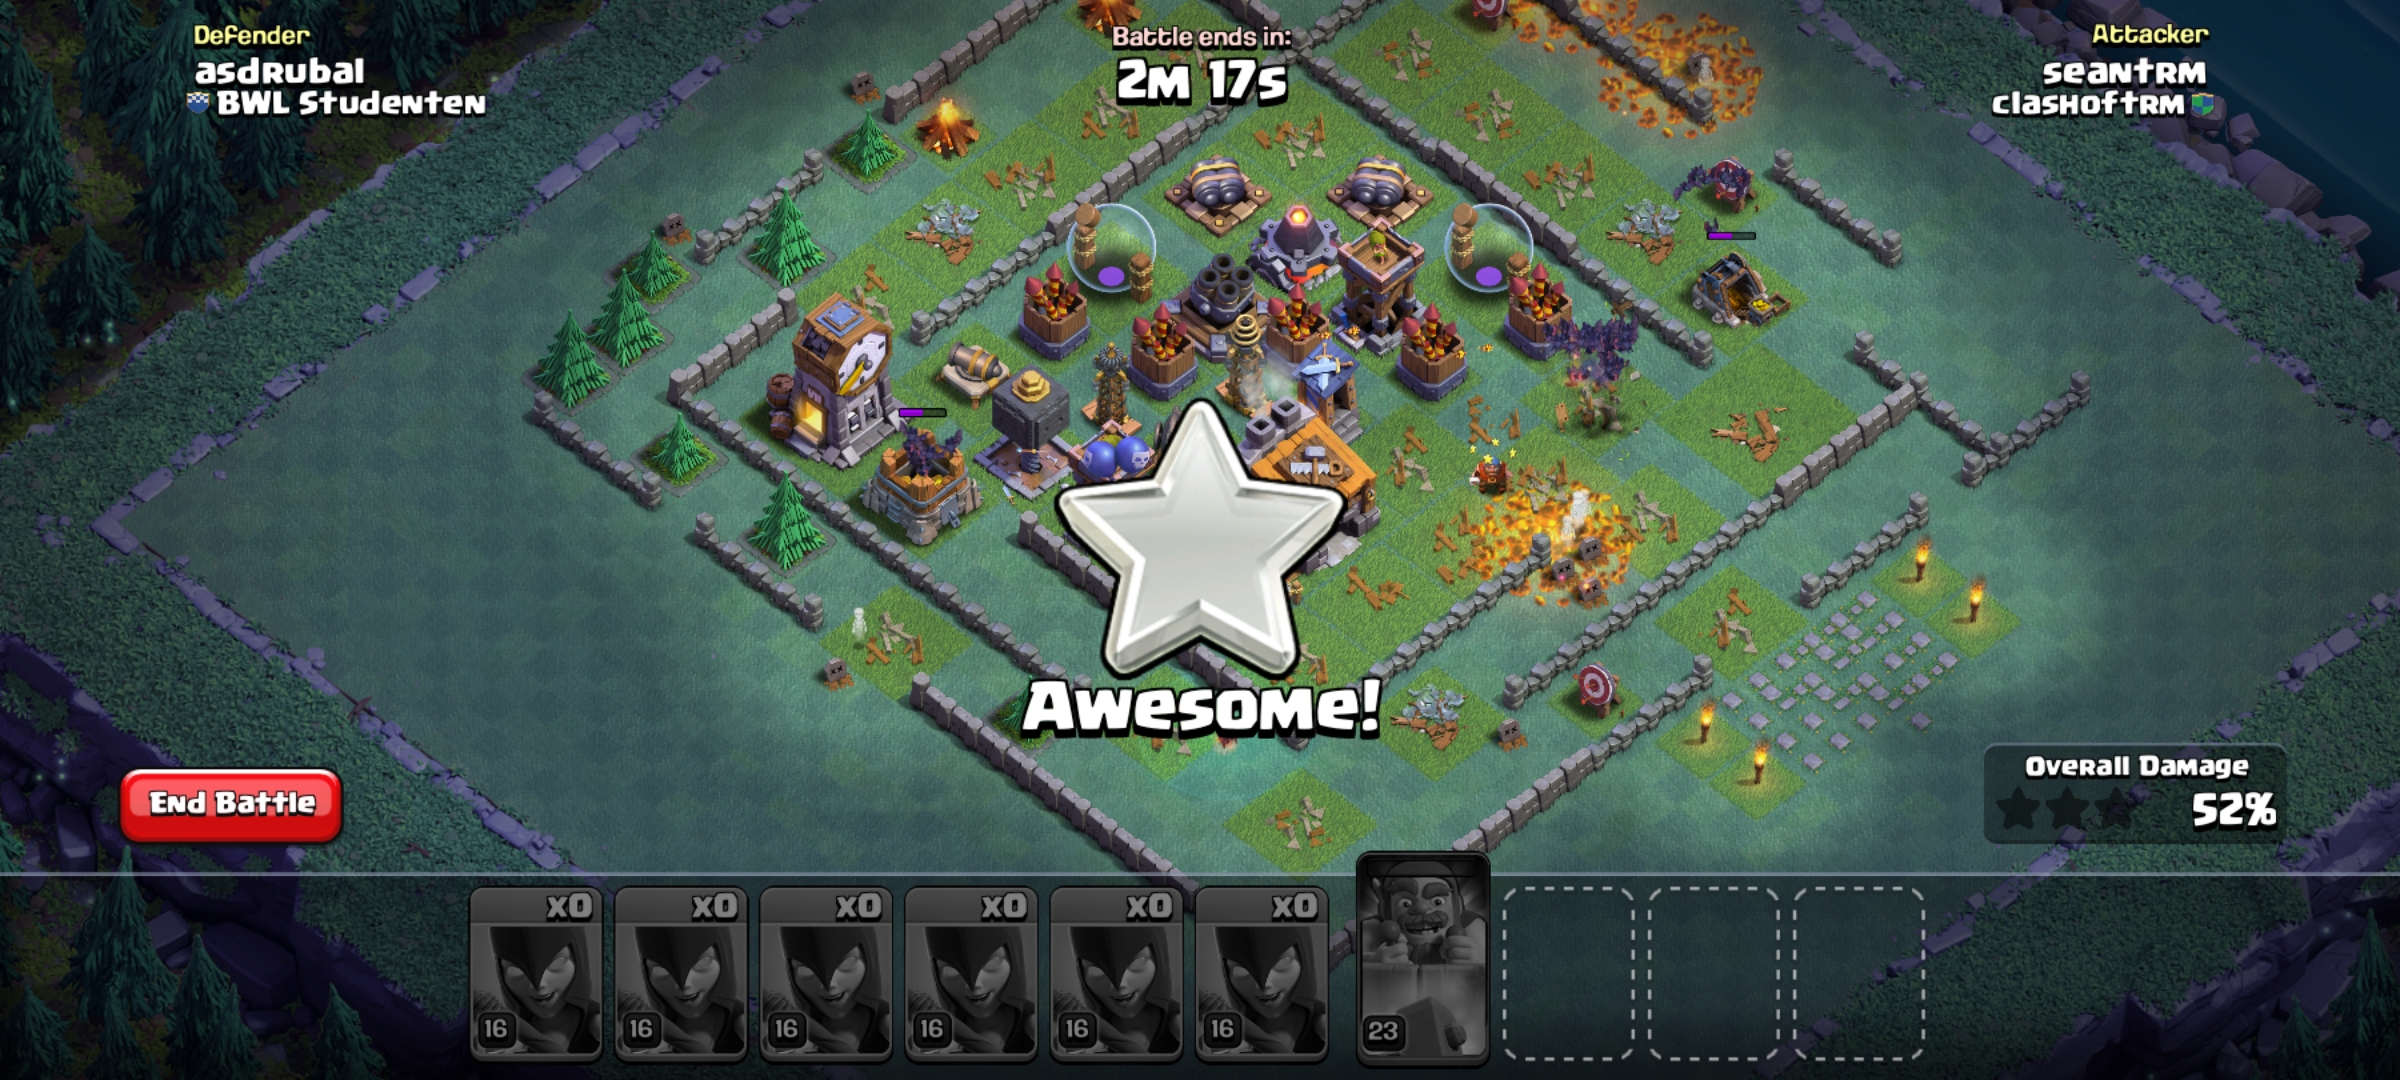 Defender
asdrubal
BWL Studenten
Battle ends in:
2M 17s
Attacker
seantRM
clashoftRM
Awesome!
End Battle
Overall Damage
52%
x0
x0
x0
x0
x0
x0
16
16
16
16
16
16
23